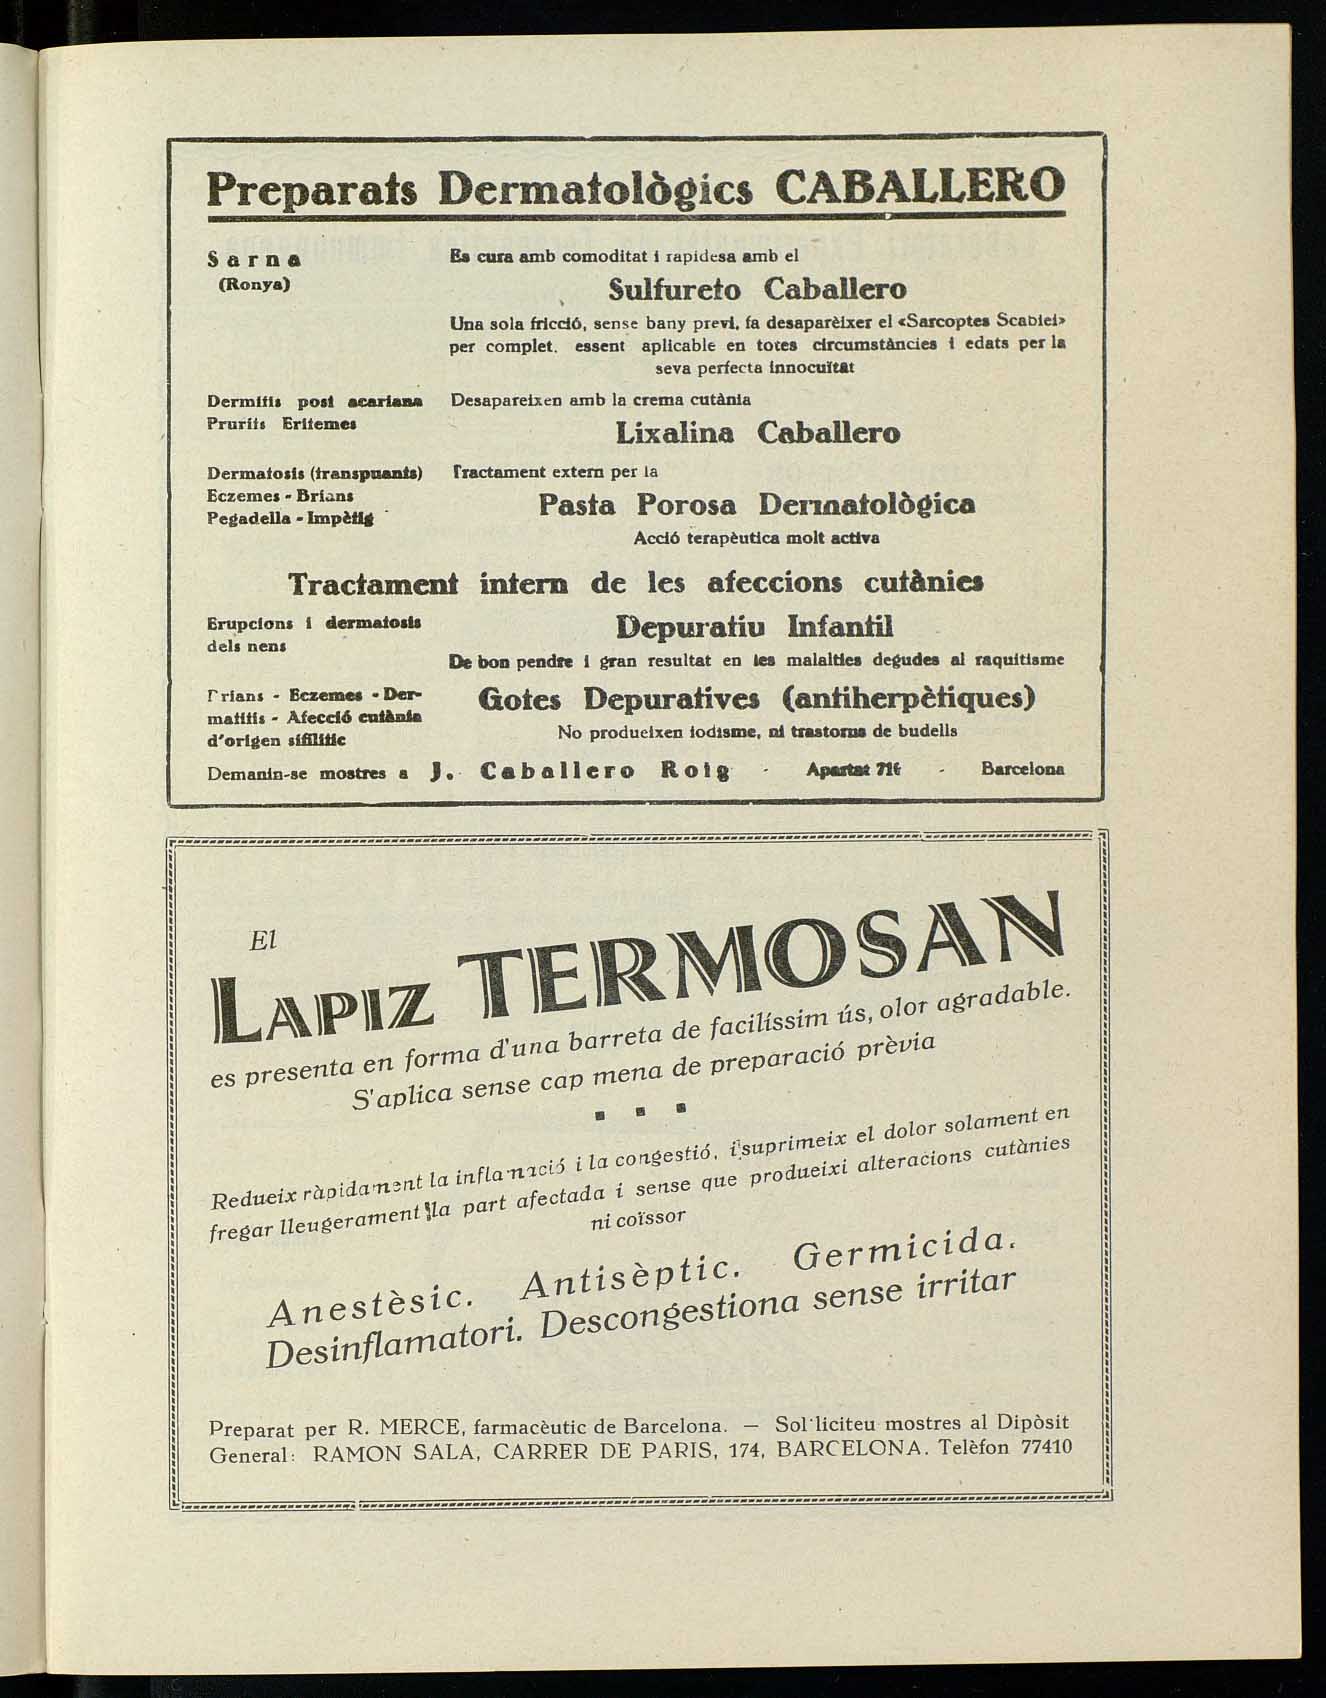 Preparats Dermatològics CABALLERO
Sarna
(Ronya)
Es cura amb comoditat i rapidesa amb el
Sulfureto Caballero
Una sola fricció, sense bany previ, fa desaparèixer el «Sarcoptes Scabiei»
per complet, essent aplicable en totes circumstàncies i edats per la
seva perfecta innocuïtat
Dermitis post acariana
Pruríts Eritemes
Desapareixen amb la crema cutània
Lixalina Caballero
Dermatosis (transpuants)
Eczemes - Brians
Pegadella - Impètig
Tractament extern per la
Pasta Porosa Dermatològica
Acció terapèutica molt activa
Tractament intern de les afeccions cutànies
Erupcions i dermatosis
dels nens
Depuratiu Infantil
De bon pendre i gran resultat en les malalties degudes al raquitisme
Brians - Eczemes - Der-
matitis - Afecció cutània
d'origen sifilític
Gotes Depuratives (antiherpètiques)
No produeixen iodisme, ni trastorns de budells
Demanin-se mostres a J. Caballero Roig - Apartat 716 - Barcelona
El
LAPIZ TERMOSAN
es presenta en forma d'una barreta de facilíssim ús, olor agradable.
S'aplica sense cap mena de preparació prèvia
Redueix ràpidament la inflamació i la congestió, i suprimeix el dolor solament en
fregar lleugerament la part afectada i sense que produeixi alteracions cutànies
ni coïssor
Anestèsic. Antisèptic. Germicida.
Desinflamatori. Descongestiona sense irritar
Preparat per R. MERCE, farmacèutic de Barcelona. — Sol·liciteu mostres al Dipòsit
General: RAMON SALA, CARRER DE PARIS, 174, BARCELONA. Telèfon 77410